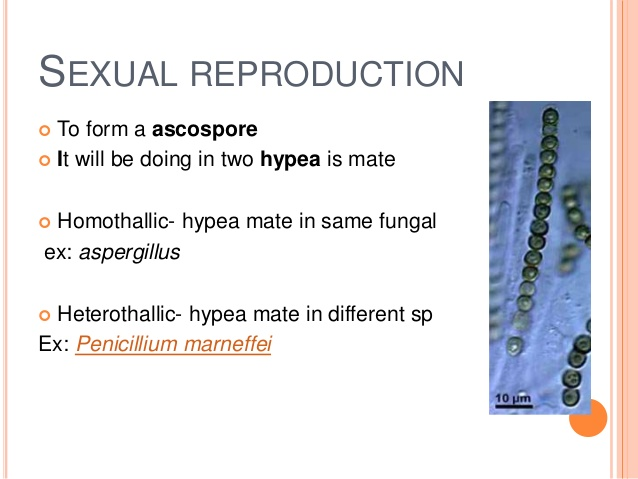 SEXUAL REPRODUCTION
To form a ascospore
It will be doing in two hypea is mate
Homothallic- hypea mate in same fungal
ex: aspergillus
Heterothallic- hypea mate in different sp
Ex: Penicillium marneffei
10 µm